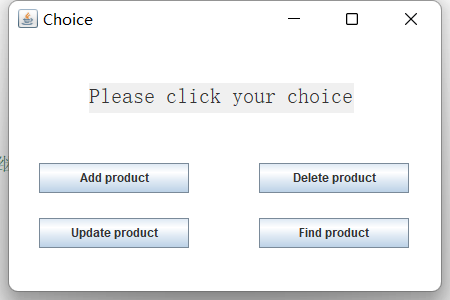 Choice
Please click your choice
Add product
Delete product
Update product
Find product